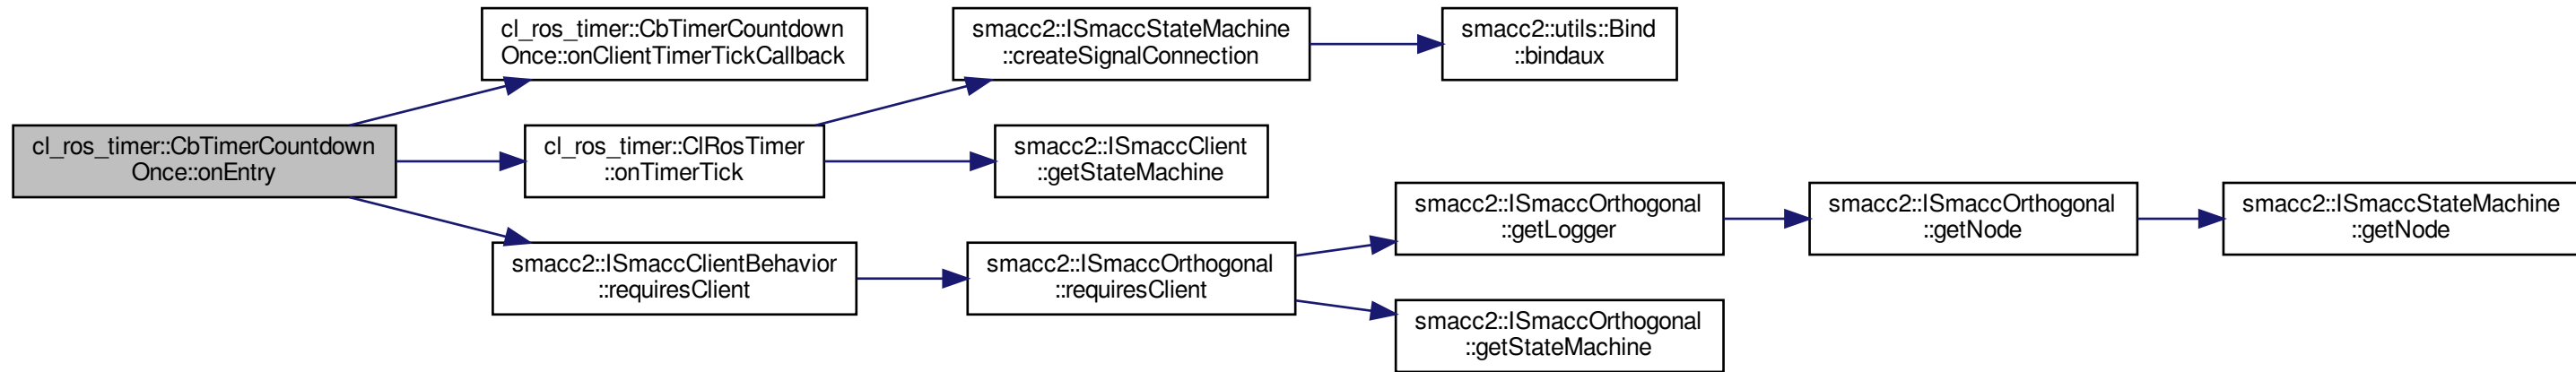 cl_ros_timer::CbTimerCountdown
Once::onEntry
cl_ros_timer::CbTimerCountdown
Once::onClientTimerTickCallback
cl_ros_timer::ClRosTimer
::onTimerTick
smacc2::ISmaccStateMachine
::createSignalConnection
smacc2::utils::Bind
::bindaux
smacc2::ISmaccClient
::getStateMachine
smacc2::ISmaccClientBehavior
::requiresClient
smacc2::ISmaccOrthogonal
::requiresClient
smacc2::ISmaccOrthogonal
::getLogger
smacc2::ISmaccOrthogonal
::getNode
smacc2::ISmaccStateMachine
::getNode
smacc2::ISmaccOrthogonal
::getStateMachine